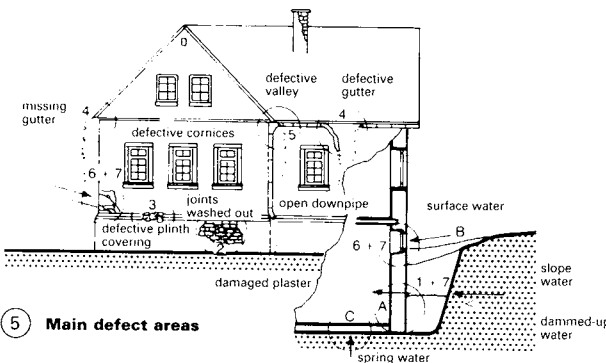 0
defective
valley
defective
gutter
missing
gutter
4
4
5
defective cornices
6 + 7
3
joints
washed out
open downpipe
surface water
B
defective plinth
covering
2
6 + 7
1 + 7
damaged plaster
slope
water
A
C
dammed-up
water
spring water
5 Main defect areas